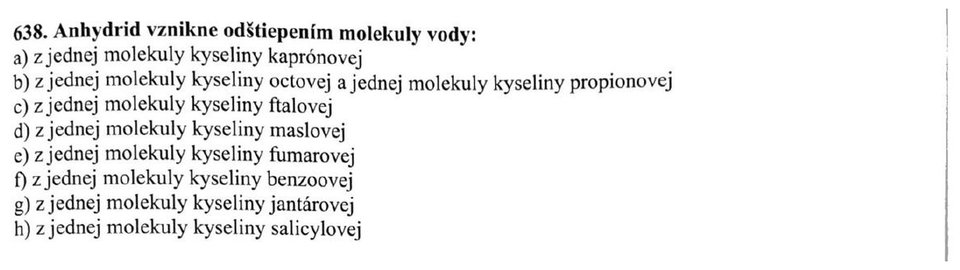 638. Anhydrid vznikne odštiepením molekuly vody:
a) z jednej molekuly kyseliny kaprónovej
b) z jednej molekuly kyseliny octovej a jednej molekuly kyseliny propionovej
c) z jednej molekuly kyseliny ftalovej
d) z jednej molekuly kyseliny maslovej
e) z jednej molekuly kyseliny fumarovej
f) z jednej molekuly kyseliny benzoovej
g) z jednej molekuly kyseliny jantárovej
h) z jednej molekuly kyseliny salicylovej